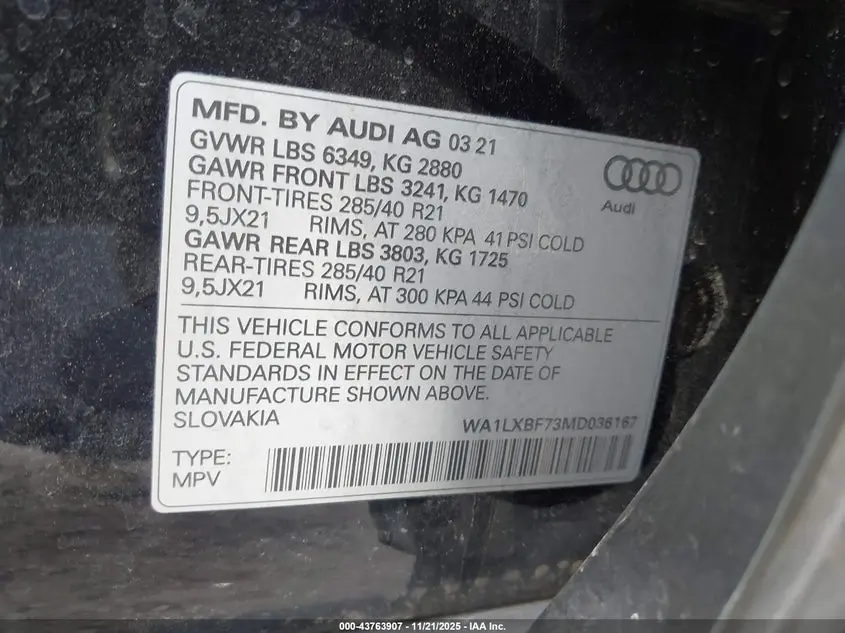 MFD. BY AUDI AG 03 21
GVWR LBS 6349, KG 2880
GAWR FRONT LBS 3241, KG 1470
FRONT-TIRES 285/40 R21
9,5JX21 RIMS, AT 280 KPA 41 PSI COLD
GAWR REAR LBS 3803, KG 1725
REAR-TIRES 285/40 R21
9,5JX21 RIMS, AT 300 KPA 44 PSI COLD
Audi
THIS VEHICLE CONFORMS TO ALL APPLICABLE
U.S. FEDERAL MOTOR VEHICLE SAFETY
STANDARDS IN EFFECT ON THE DATE OF
MANUFACTURE SHOWN ABOVE.
SLOVAKIA WA1LXBF73MD036167
TYPE:
MPV
000-43763907 - 11/21/2025 - IAA Inc.